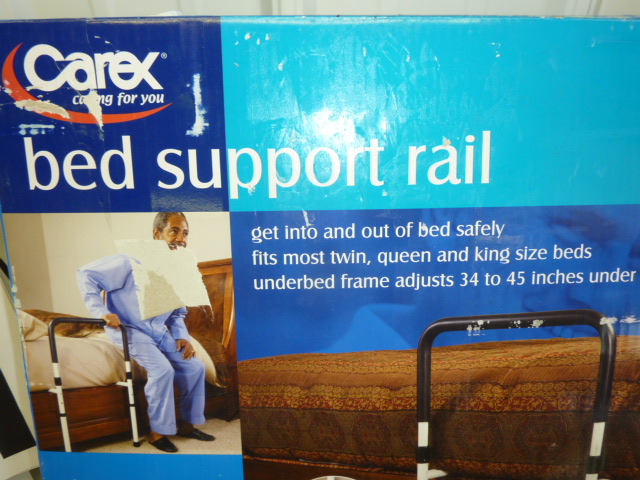 Carex®
caring for you
bed support rail
get into and out of bed safely
fits most twin, queen and king size beds
underbed frame adjusts 34 to 45 inches under